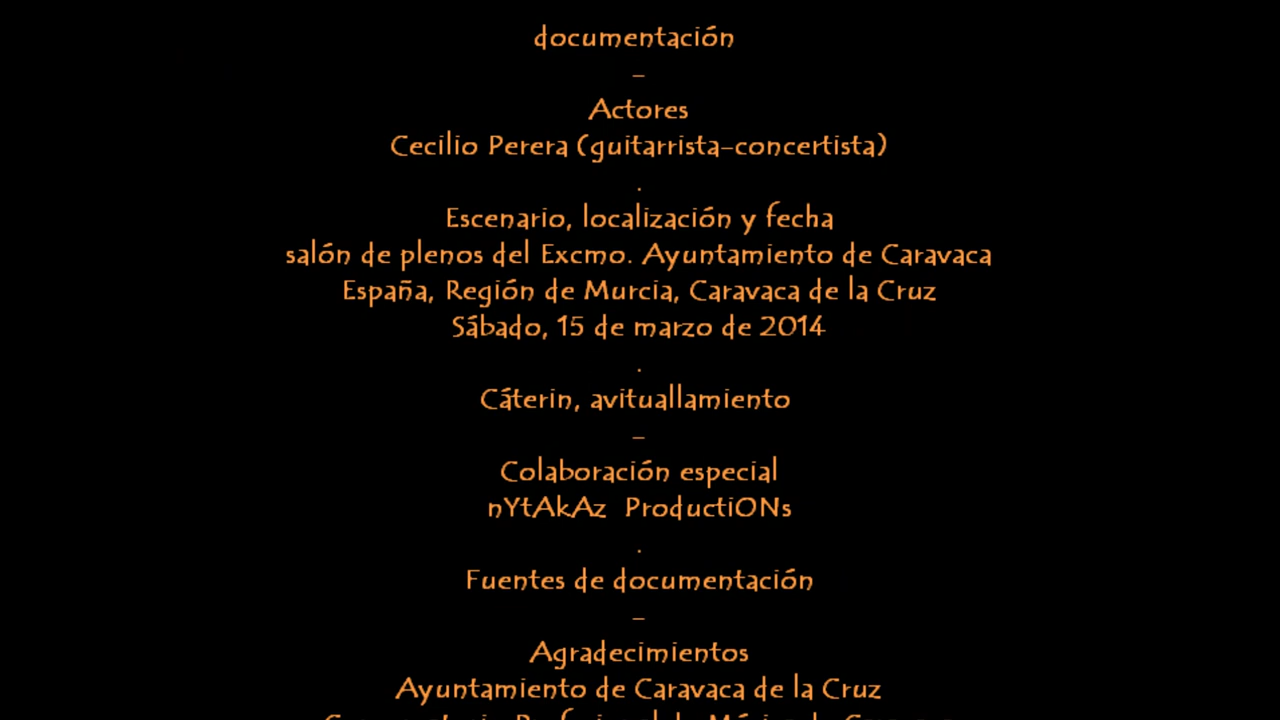 documentación
–
Actores
Cecilio Perera (guitarrista-concertista)
.
Escenario, localización y fecha
salón de plenos del Excmo. Ayuntamiento de Caravaca
España, Región de Murcia, Caravaca de la Cruz
Sábado, 15 de marzo de 2014
.
Cáterin, avituallamiento
–
Colaboración especial
nYtAkAz ProductiONs
.
Fuentes de documentación
–
Agradecimientos
Ayuntamiento de Caravaca de la Cruz